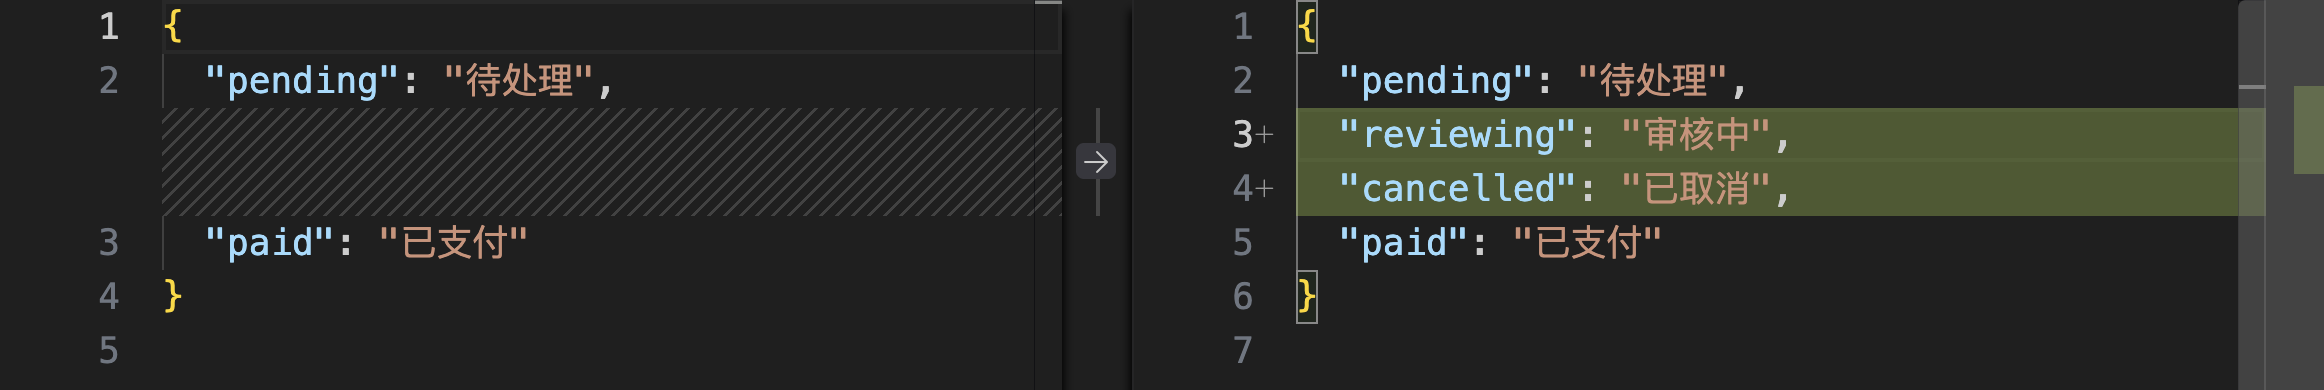 1 {
2 "pending": "待处理",
3 "paid": "已支付"
4 }
5
1 {
2 "pending": "待处理",
3+ "reviewing": "审核中",
4+ "cancelled": "已取消",
5 "paid": "已支付"
6 }
7